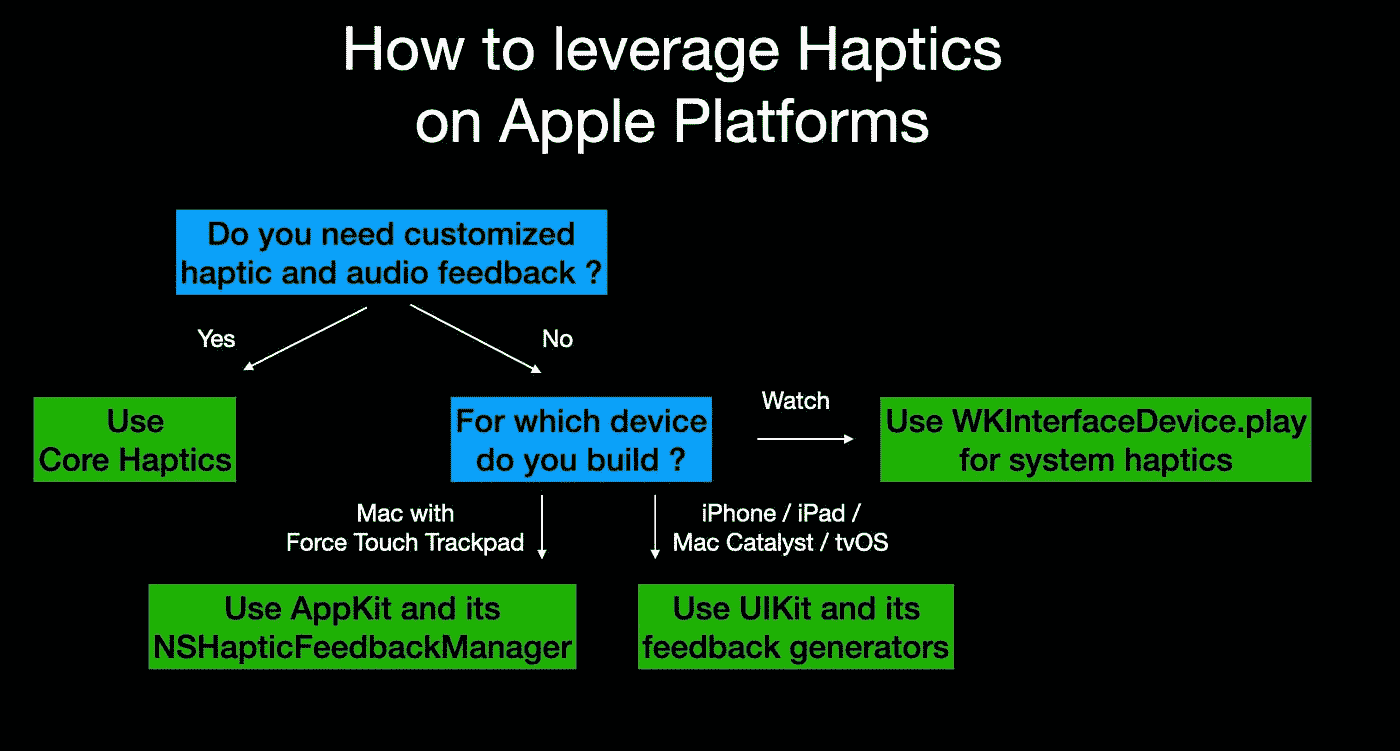 How to leverage Haptics
on Apple Platforms
Do you need customized
haptic and audio feedback ?
Yes
No
Use
Core Haptics
For which device
do you build ?
Watch
Use WKInterfaceDevice.play
for system haptics
Mac with
Force Touch Trackpad
iPhone / iPad /
Mac Catalyst / tvOS
Use AppKit and its
NSHapticFeedbackManager
Use UIKit and its
feedback generators